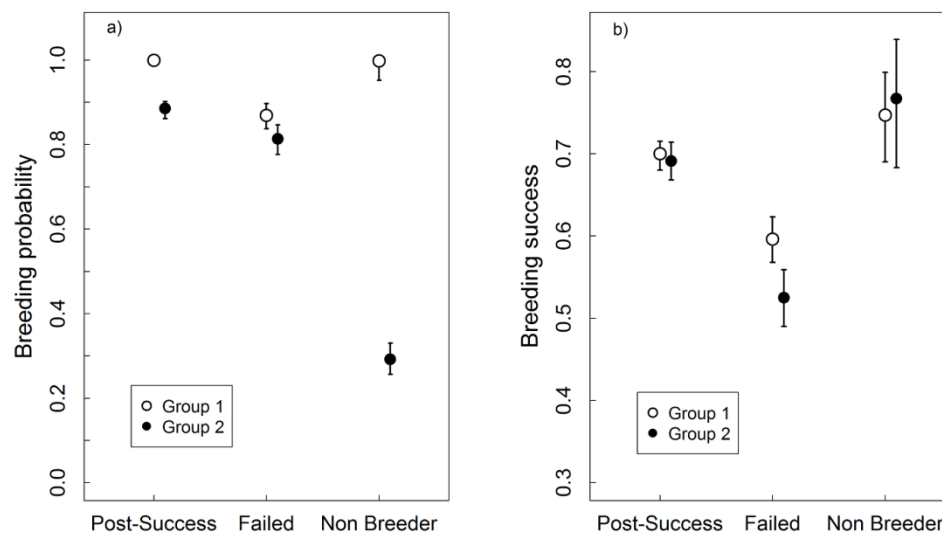 a)
Breeding probability
1.0
0.8
0.6
0.4
0.2
0.0
Group 1
Group 2
Post-Success Failed Non Breeder
b)
Breeding success
0.8
0.7
0.6
0.5
0.4
0.3
Group 1
Group 2
Post-Success Failed Non Breeder